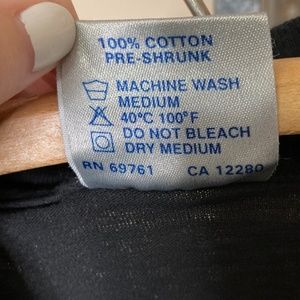 100% COTTON
PRE-SHRUNK
MACHINE WASH
MEDIUM
40°C 100°F
DO NOT BLEACH
DRY MEDIUM
RN 69761 CA 12280